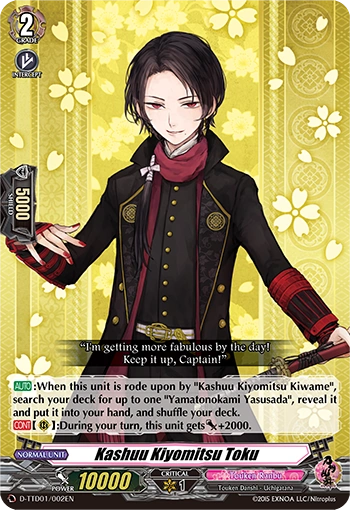 2
GRADE
INTERCEPT
5000
SHIELD
"I'm getting more fabulous by the day!
Keep it up, Captain!"
AUTO:When this unit is rode upon by "Kashuu Kiyomitsu Kiwame",
search your deck for up to one "Yamatonokami Yasusada", reveal it
and put it into your hand, and shuffle your deck.
CONT[ ]:During your turn, this unit gets +2000.
NORMAL UNIT
Kashuu Kiyomitsu Toku
POWER 10000
CRITICAL
1
Touken Ranbu
Touken Danshi - Uchigatana
D-TTD01/002EN
©2015 EXNOA LLC/Nitroplus